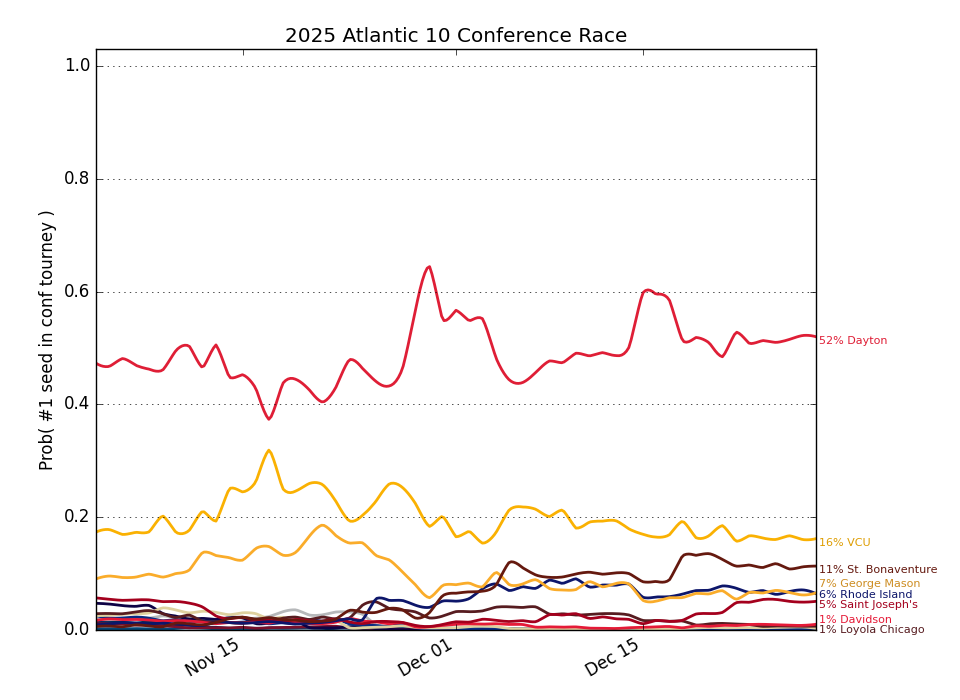 2025 Atlantic 10 Conference Race
Prob( #1 seed in conf tourney )
1.0
0.8
0.6
0.4
0.2
0.0
Nov 15
Dec 01
Dec 15
52% Dayton
16% VCU
11% St. Bonaventure
7% George Mason
6% Rhode Island
5% Saint Joseph's
1% Davidson
1% Loyola Chicago